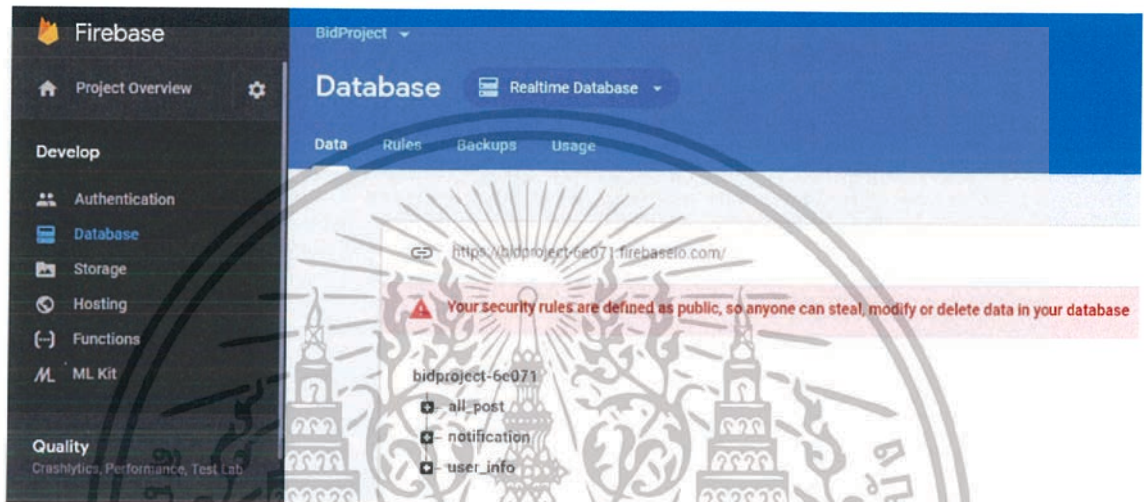 Firebase
Project Overview
Develop
Authentication
Database
Storage
Hosting
Functions
ML Kit
Quality
Crashlytics, Performance, Test Lab...
BidProject
Database
Realtime Database
Data Rules Backups Usage
https://bidproject-6e071.firebaseio.com/
Your security rules are defined as public, so anyone can steal, modify or delete data in your database
bidproject-6e071
all_post
notification
user_info